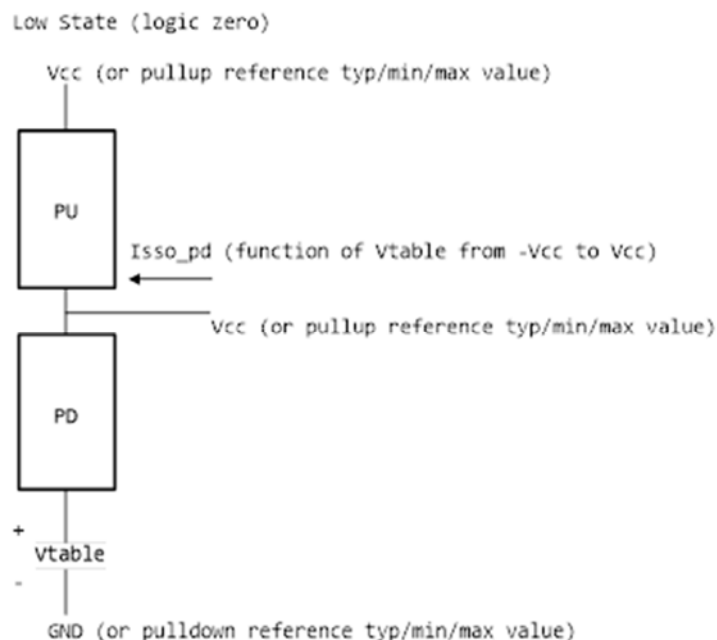 Low State (logic zero)
Vcc (or pullup reference typ/min/max value)
PU
Isso_pd (function of Vtable from -Vcc to Vcc)
Vcc (or pullup reference typ/min/max value)
PD
+
Vtable
-
GND (or pulldown reference typ/min/max value)